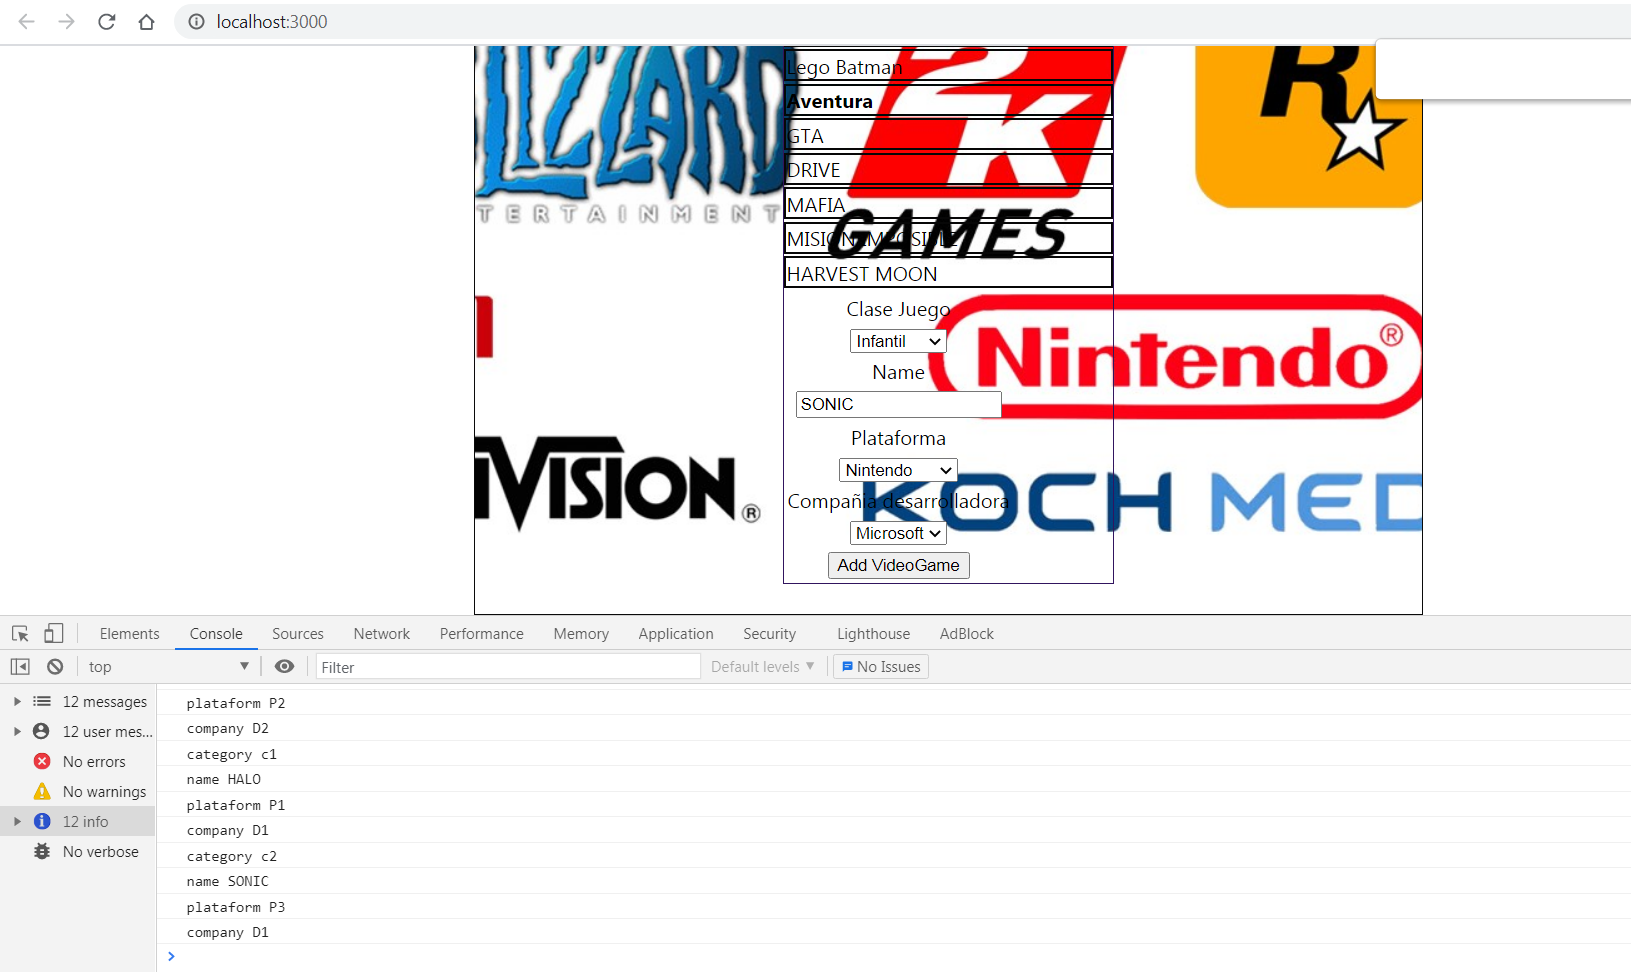 localhost:3000
Lego Batman
Aventura
GTA
DRIVE
MAFIA
MISIONIMPOSIBLE
HARVEST MOON
Clase Juego
Infantil
Name
SONIC
Plataforma
Nintendo
Compañia desarrolladora
Microsoft
Add VideoGame
LIZZARD
TERTAINMENT
2K
GAMES
R
Nintendo®
iVISION®
KOCH MED
Elements Console Sources Network Performance Memory Application Security Lighthouse AdBlock
top Filter Default levels No Issues
12 messages
12 user mes...
No errors
No warnings
12 info
No verbose
plataform P2
company D2
category c1
name HALO
plataform P1
company D1
category c2
name SONIC
plataform P3
company D1